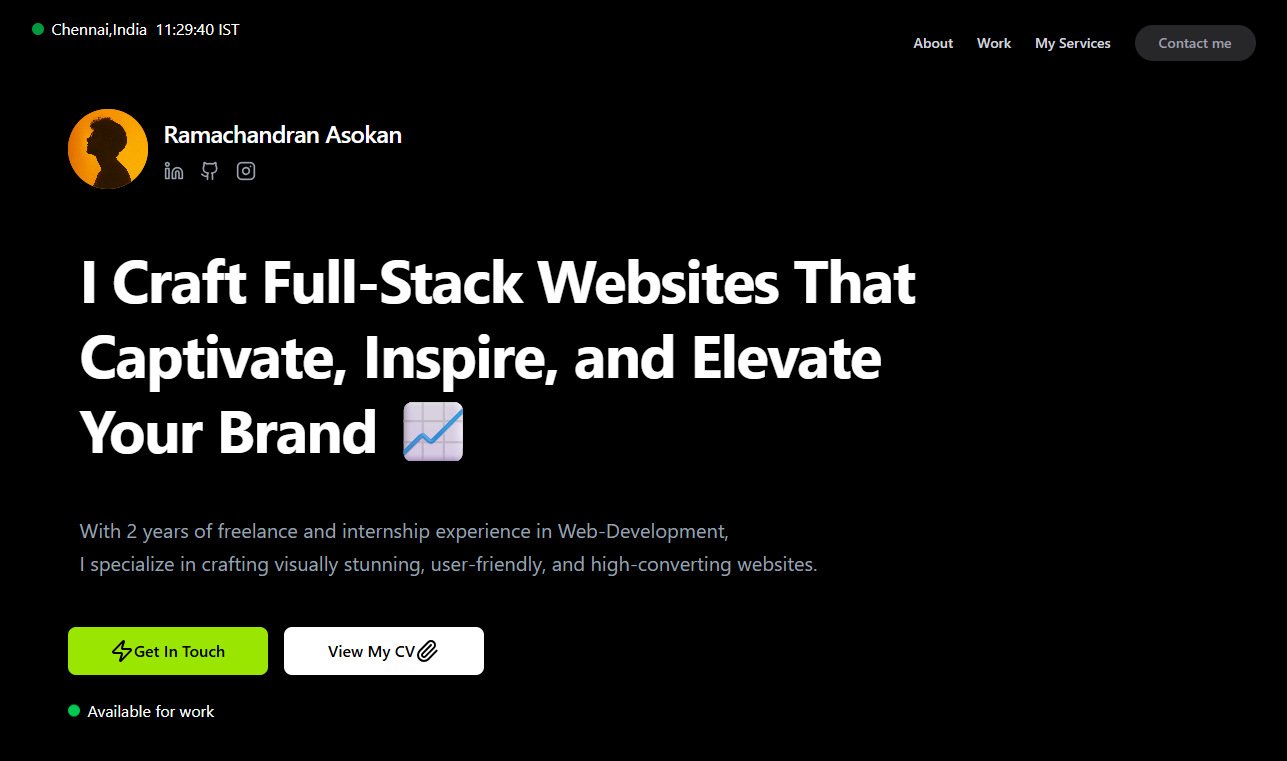 Chennai,India 11:29:40 IST
About Work My Services Contact me
Ramachandran Asokan
I Craft Full-Stack Websites That
Captivate, Inspire, and Elevate
Your Brand
With 2 years of freelance and internship experience in Web-Development,
I specialize in crafting visually stunning, user-friendly, and high-converting websites.
Get In Touch View My CV
Available for work